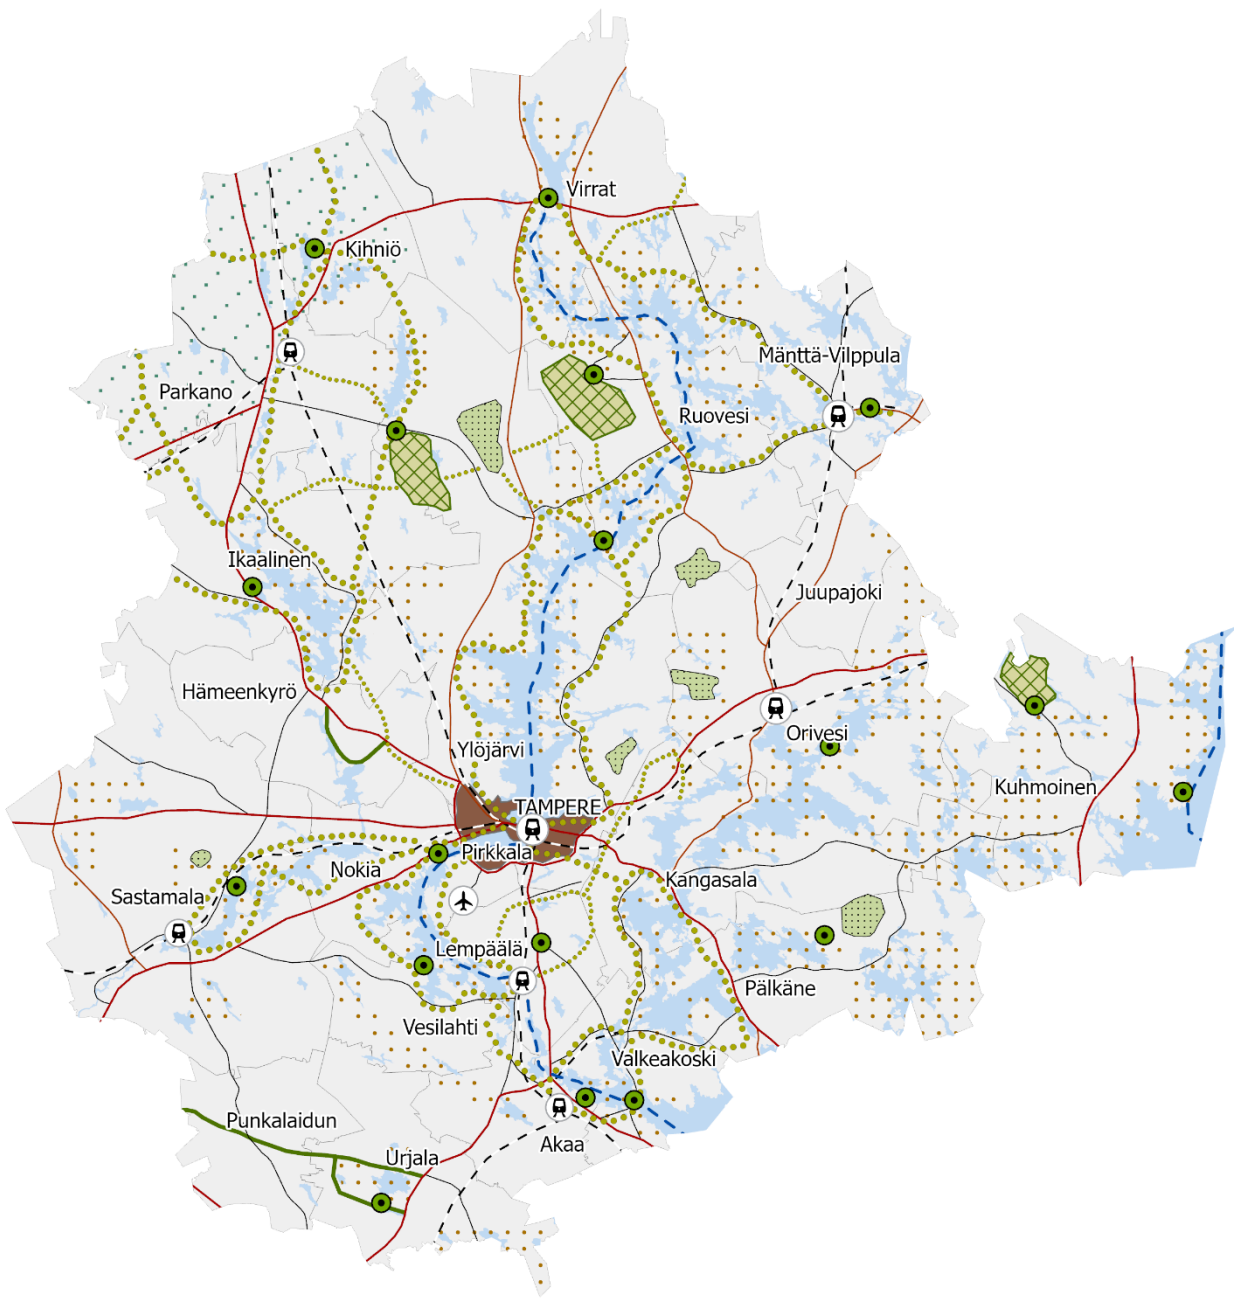 Virrat
Kihniö
Mänttä-Vilppula
Parkano
Ruovesi
Ikaalinen
Juupajoki
Hämeenkyrö
Orivesi
Ylöjärvi
Kuhmoinen
TAMPERE
Pirkkala
Nokia
Kangasala
Sastamala
Lempäälä
Pälkäne
Vesilahti
Valkeakoski
Punkalaidun
Akaa
Urjala